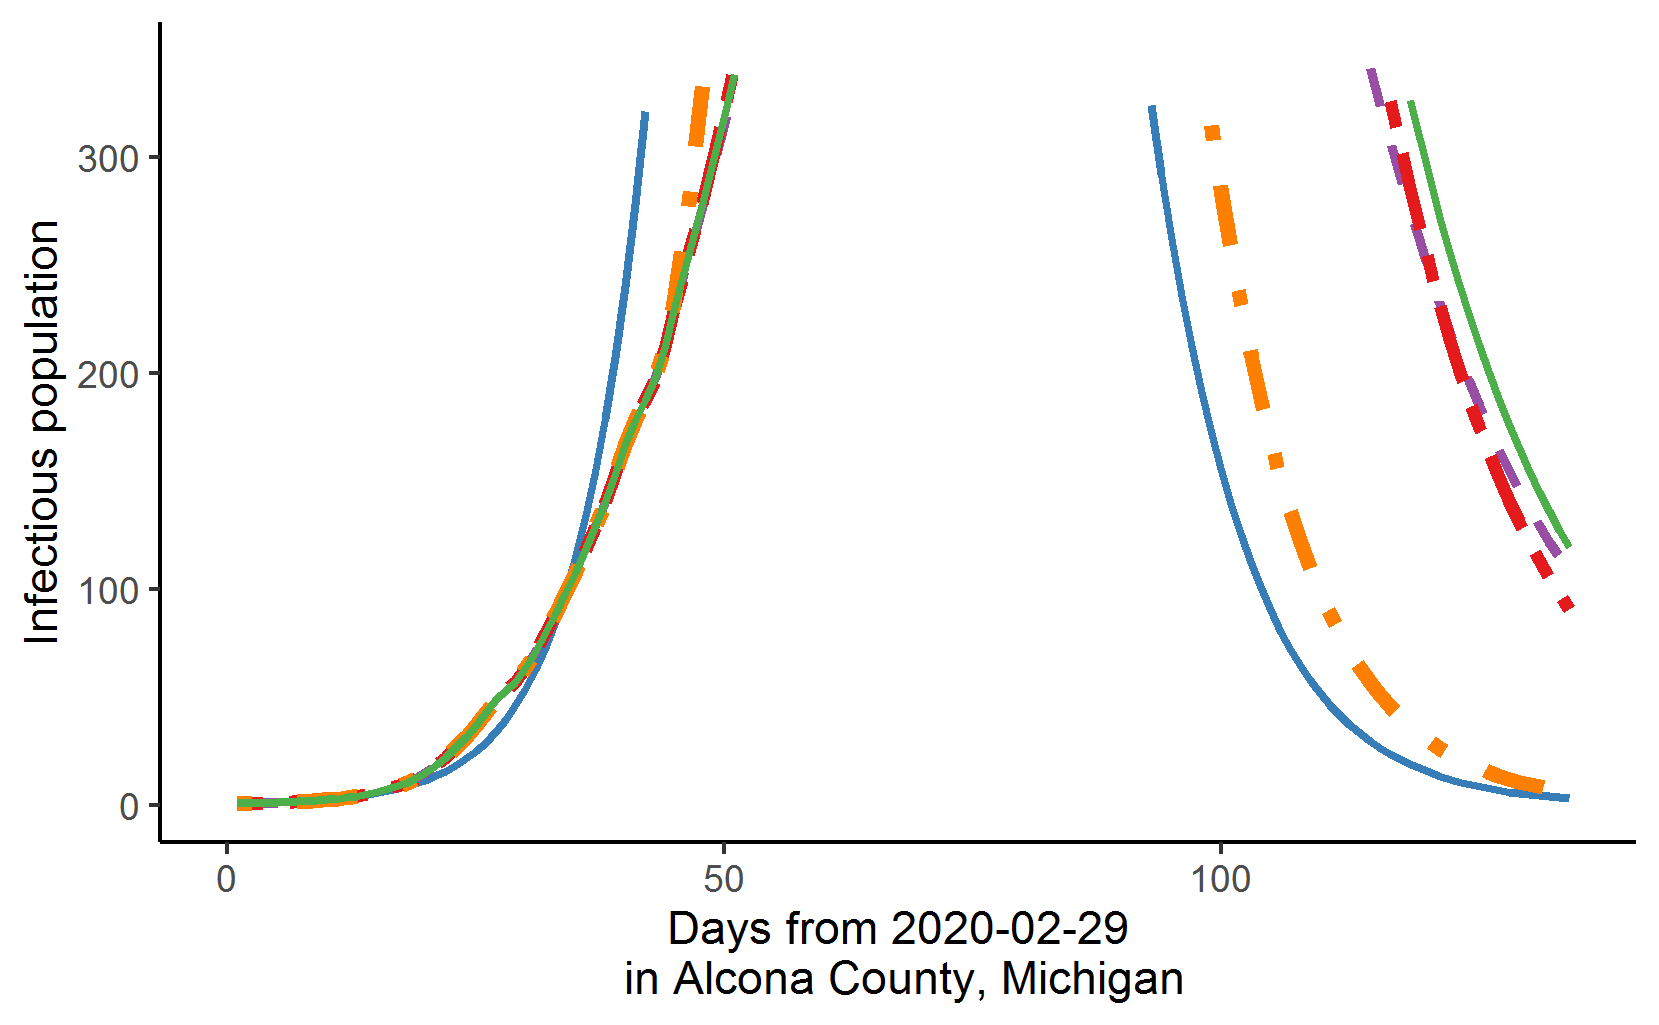 Infectious population
300
200
100
0
0 50 100
Days from 2020-02-29
in Alcona County, Michigan